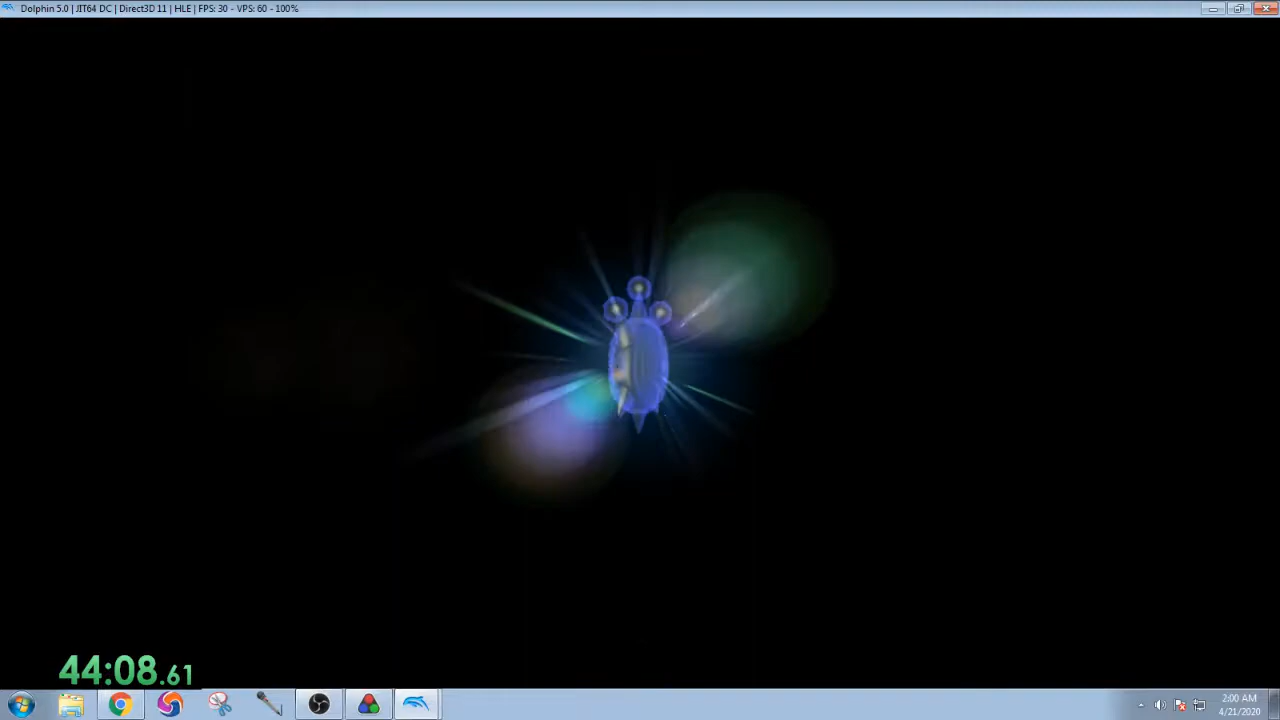 Dolphin 5.0 | JIT64 DC | Direct3D 11 | HLE | FPS: 30 - VPS: 60 - 100%
44:08.61
2:00 AM
4/21/2020